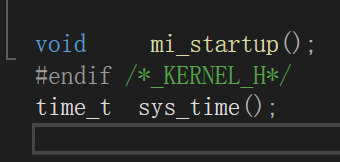 void mi_startup();
#endif /*_KERNEL_H*/
time_t sys_time();